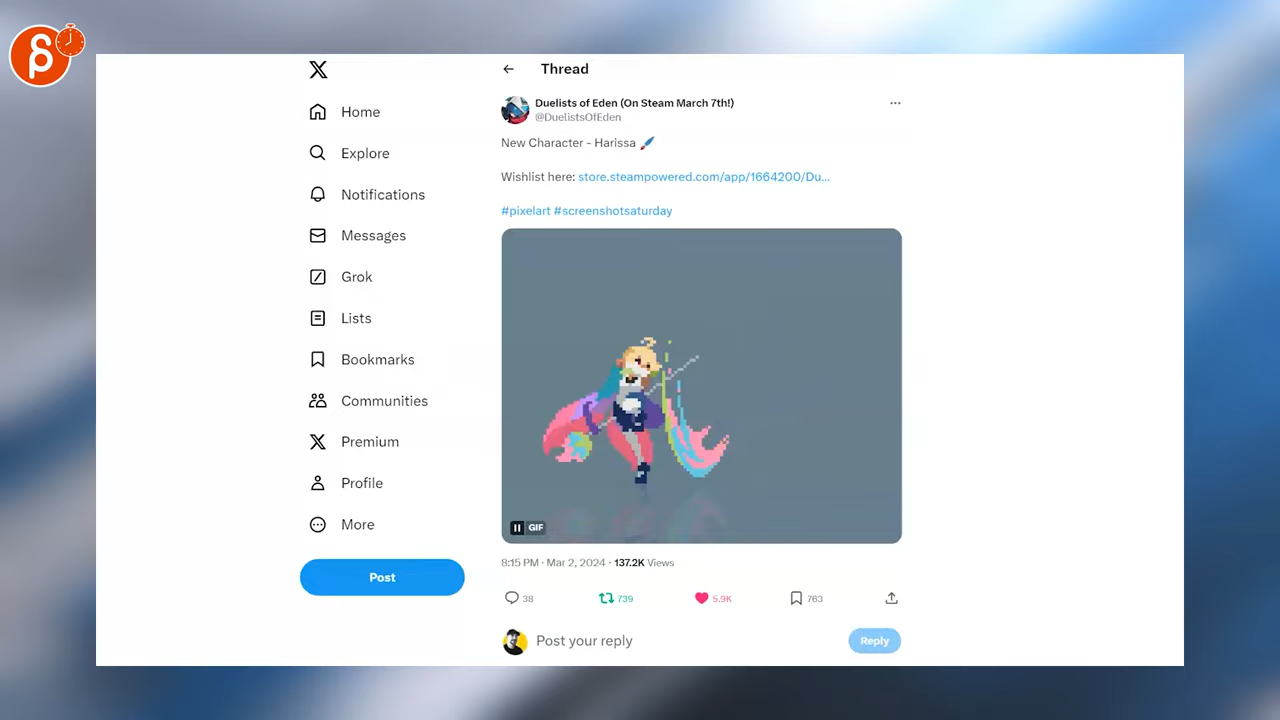 Home
Explore
Notifications
Messages
Grok
Lists
Bookmarks
Communities
Premium
Profile
More
Post
Thread
Duelists of Eden (On Steam March 7th!)
@DuelistsOfEden
New Character - Harissa 🖌️
Wishlist here: store.steampowered.com/app/1664200/Du...
#pixelart #screenshotsaturday
GIF
8:15 PM · Mar 2, 2024 · 137.2K Views
38 739 5.9K 763
Post your reply
Reply